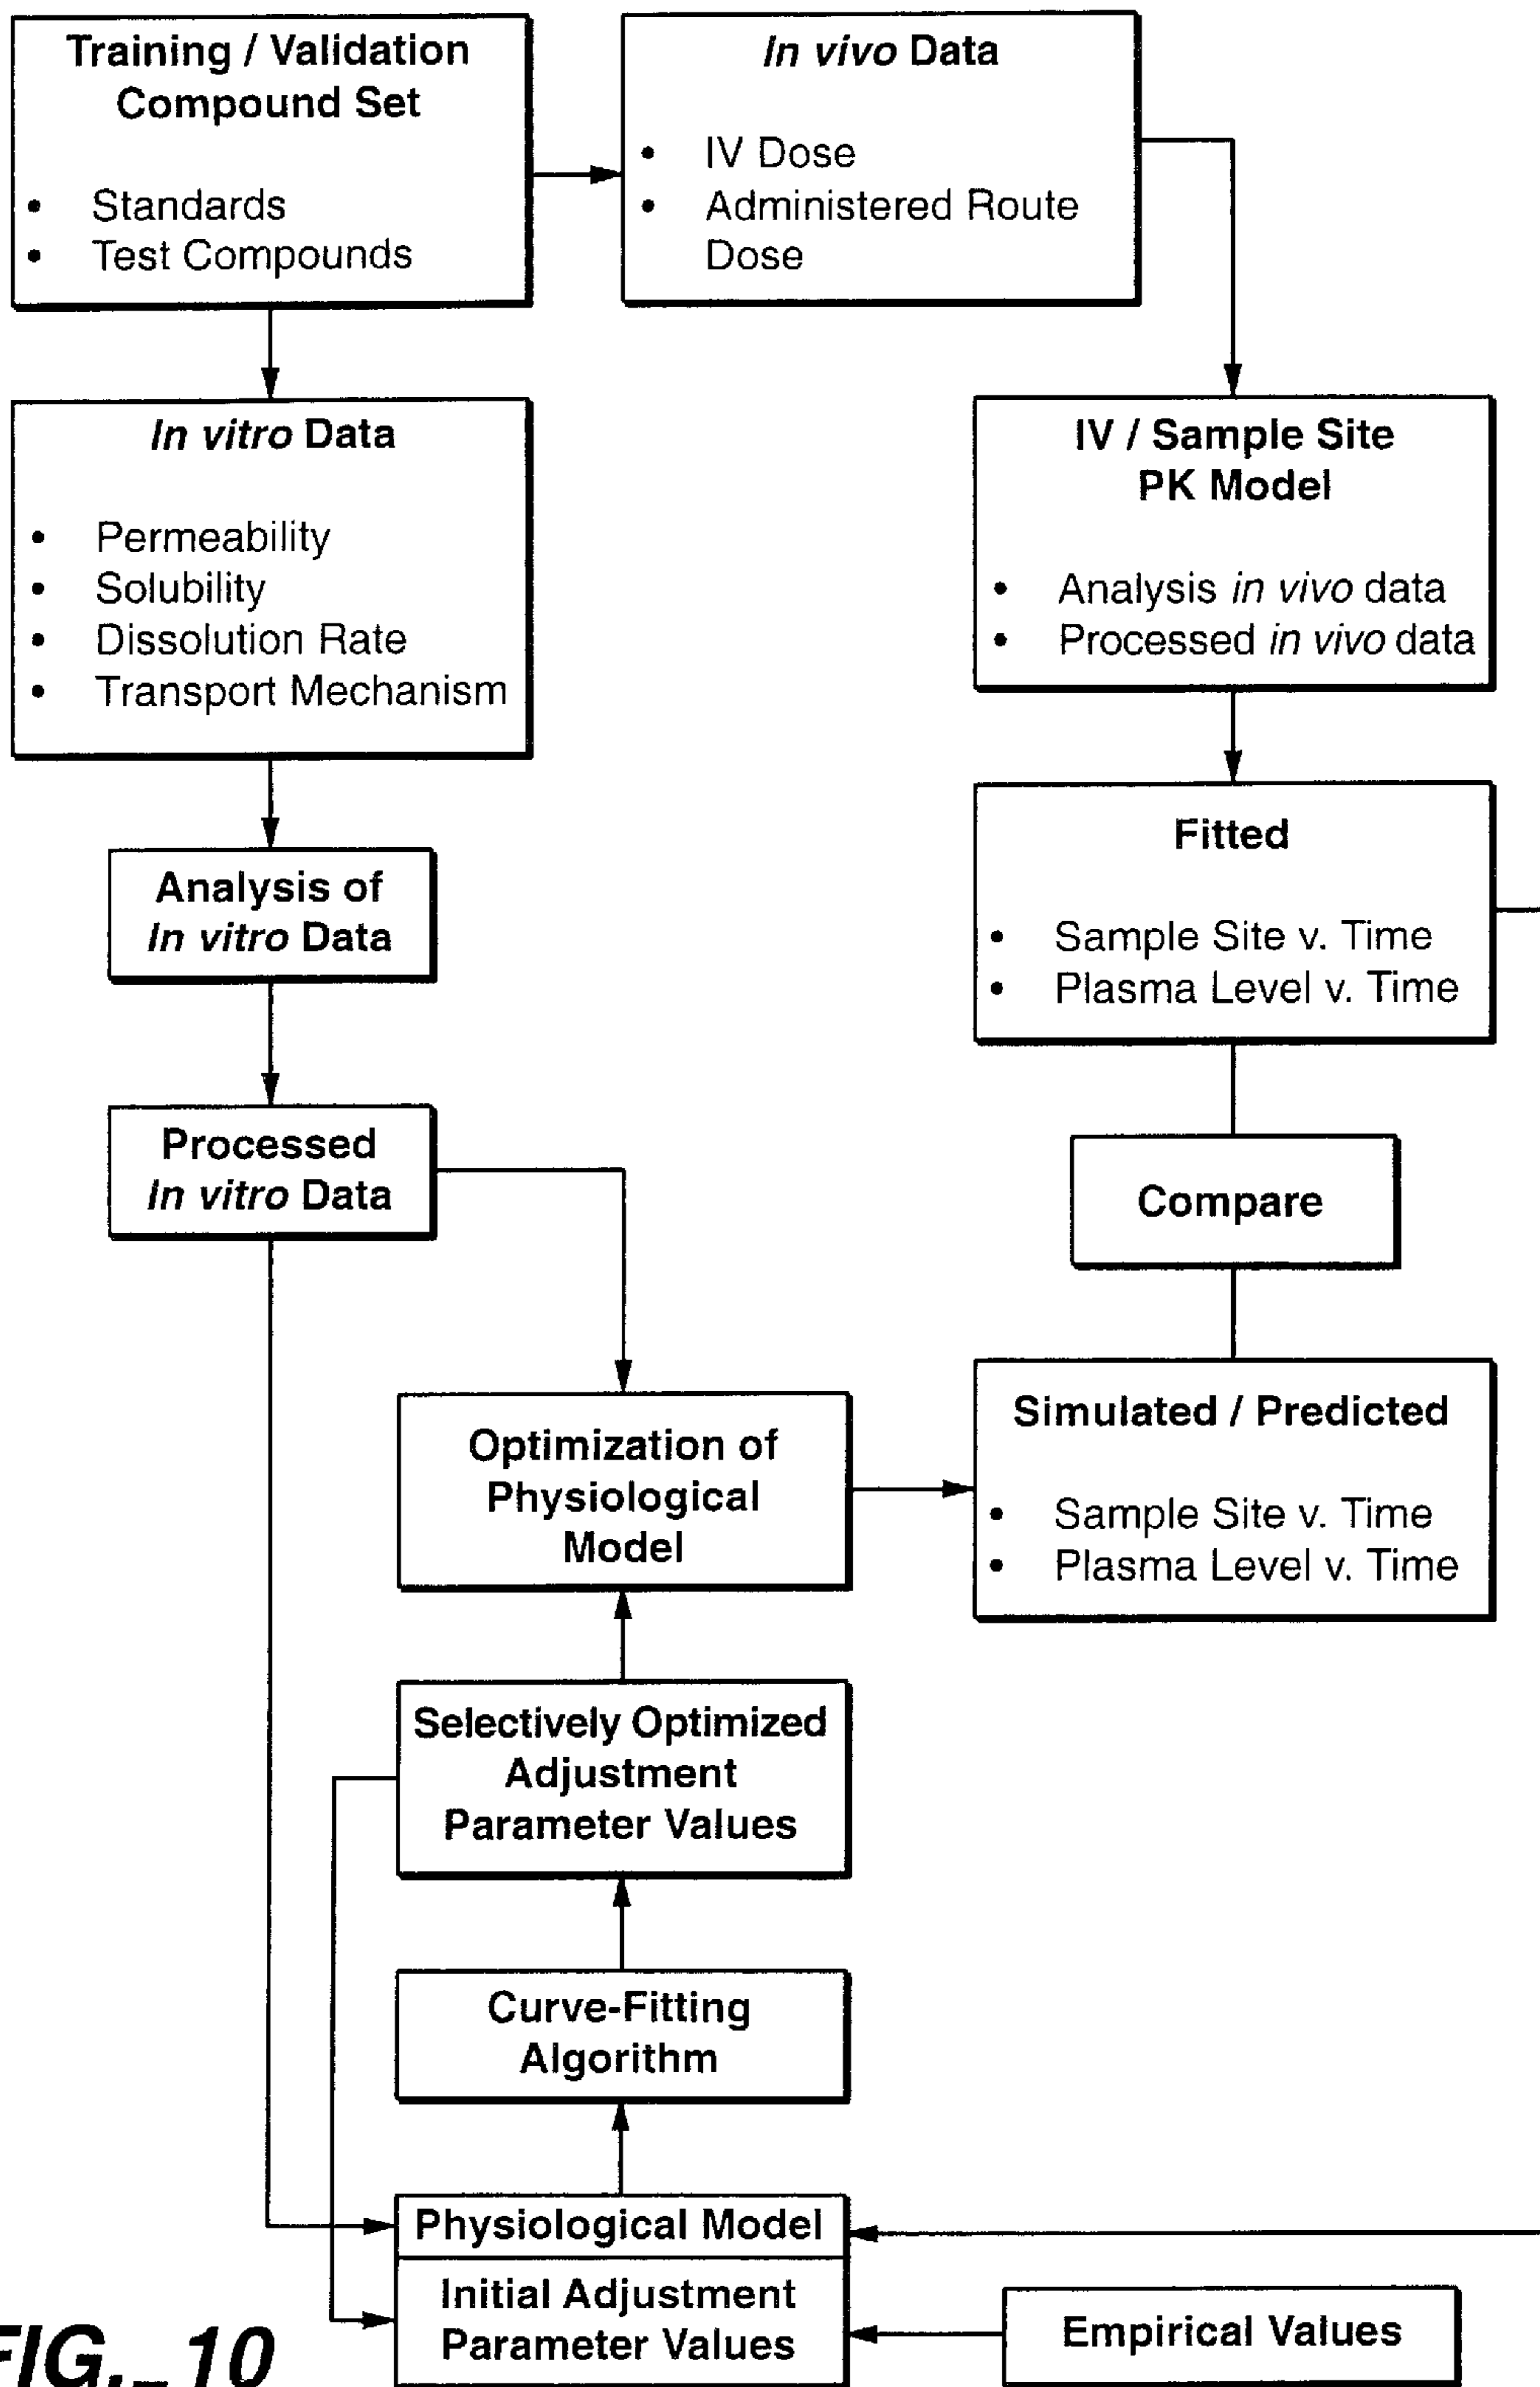 Training / Validation
Compound Set
• Standards
• Test Compounds
In vivo Data
• IV Dose
• Administered Route
Dose
In vitro Data
• Permeability
• Solubility
• Dissolution Rate
• Transport Mechanism
IV / Sample Site
PK Model
• Analysis in vivo data
• Processed in vivo data
Analysis of
In vitro Data
Fitted
• Sample Site v. Time
• Plasma Level v. Time
Processed
In vitro Data
Compare
Optimization of
Physiological
Model
Simulated / Predicted
• Sample Site v. Time
• Plasma Level v. Time
Selectively Optimized
Adjustment
Parameter Values
Curve-Fitting
Algorithm
Physiological Model
Initial Adjustment
Parameter Values
Empirical Values
FIG._10